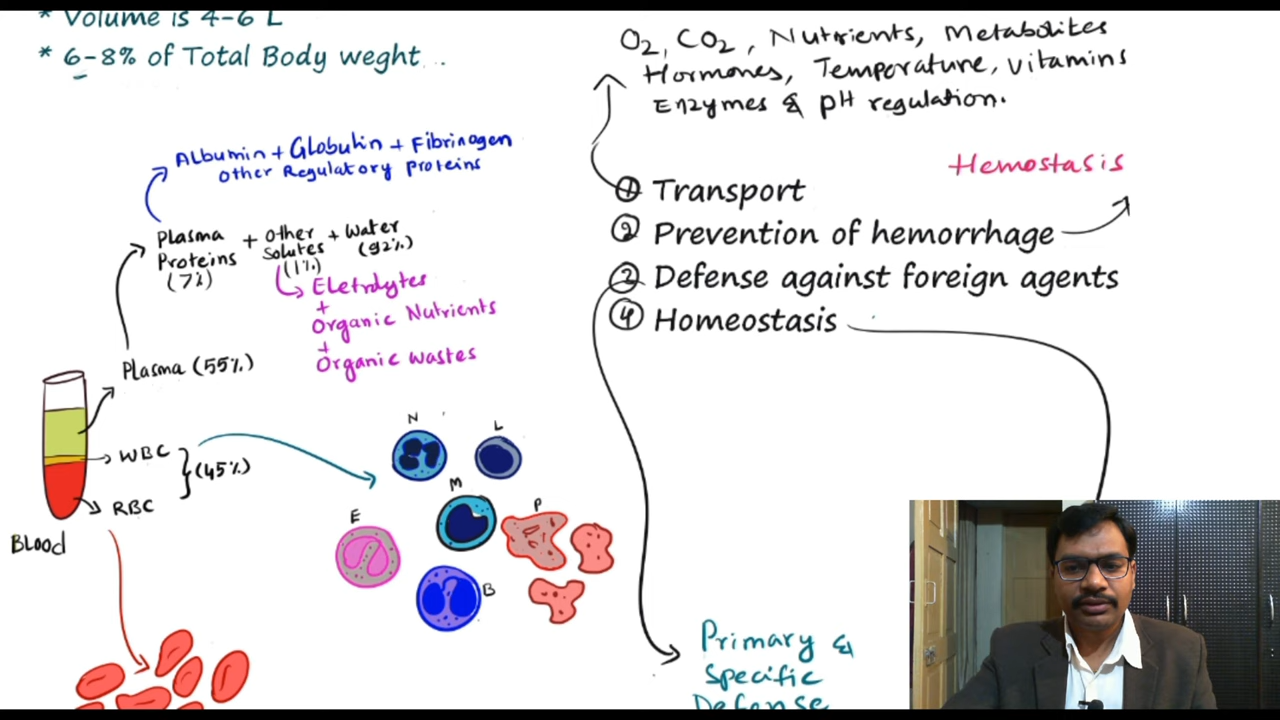 * Volume is 4-6 L
* 6-8% of Total Body weght ..
Albumin + Globulin + Fibrinogen
other Regulatory Proteins
Plasma Proteins (7%) + Other Solutes (1%) + Water (92%)
Eletrolytes
+
Organic Nutrients
+
Organic wastes
Plasma (55%)
WBC
(45%)
RBC
Blood
N
L
M
E
P
B
O2, CO2, Nutrients, Metabolites
Hormones, Temperature, Vitamins
Enzymes & pH regulation.
Hemostasis
① Transport
② Prevention of hemorrhage
③ Defense against foreign agents
④ Homeostasis
Primary &
Specific
Defense